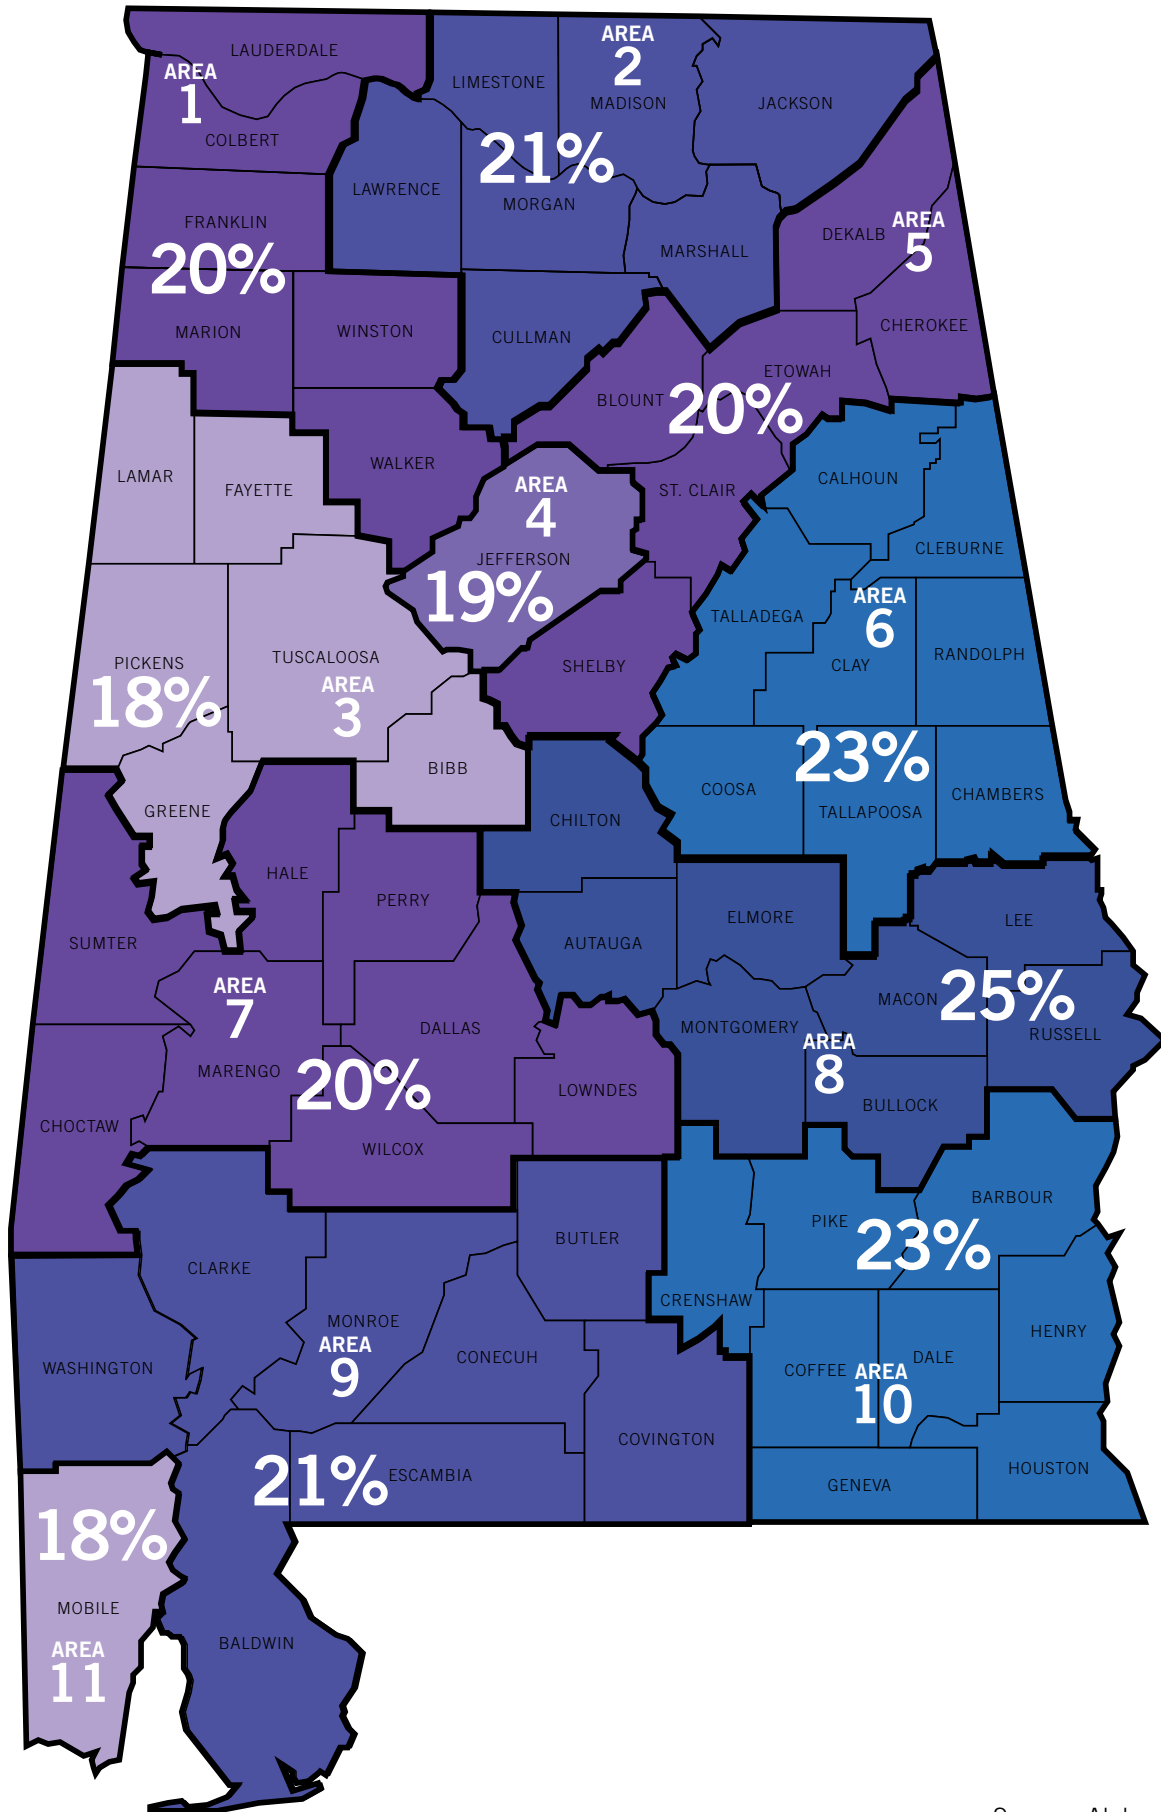 LAUDERDALE
AREA
1
COLBERT
FRANKLIN
20%
MARION
WINSTON
WALKER
LIMESTONE
AREA
2
MADISON
JACKSON
21%
LAWRENCE
MORGAN
MARSHALL
CULLMAN
DEKALB
AREA
5
CHEROKEE
ETOWAH
BLOUNT
20%
ST. CLAIR
SHELBY
LAMAR
FAYETTE
PICKENS
18%
TUSCALOOSA
AREA
3
BIBB
GREENE
AREA
4
JEFFERSON
19%
CALHOUN
CLEBURNE
TALLADEGA
AREA
6
CLAY
RANDOLPH
23%
COOSA
TALLAPOOSA
CHAMBERS
HALE
PERRY
SUMTER
AREA
7
DALLAS
MARENGO
20%
LOWNDES
CHOCTAW
WILCOX
CHILTON
AUTAUGA
ELMORE
LEE
MACON
25%
RUSSELL
MONTGOMERY
AREA
8
BULLOCK
CLARKE
BUTLER
MONROE
AREA
9
CONECUH
WASHINGTON
COVINGTON
21%
ESCAMBIA
BALDWIN
BARBOUR
PIKE
23%
CRENSHAW
HENRY
COFFEE
DALE
AREA
10
GENEVA
HOUSTON
18%
MOBILE
AREA
11